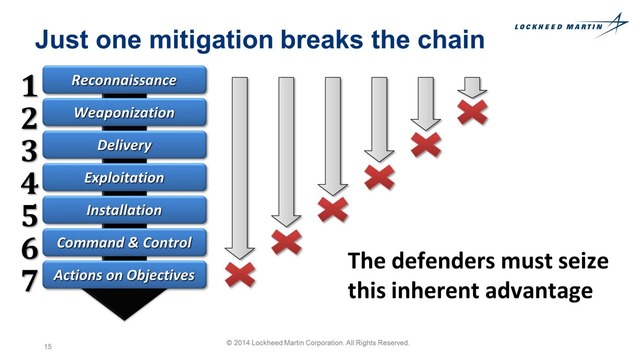 Just one mitigation breaks the chain
LOCKHEED MARTIN
1 Reconnaissance
2 Weaponization
3 Delivery
4 Exploitation
5 Installation
6 Command & Control
7 Actions on Objectives
The defenders must seize
this inherent advantage
15
© 2014 Lockheed Martin Corporation. All Rights Reserved.